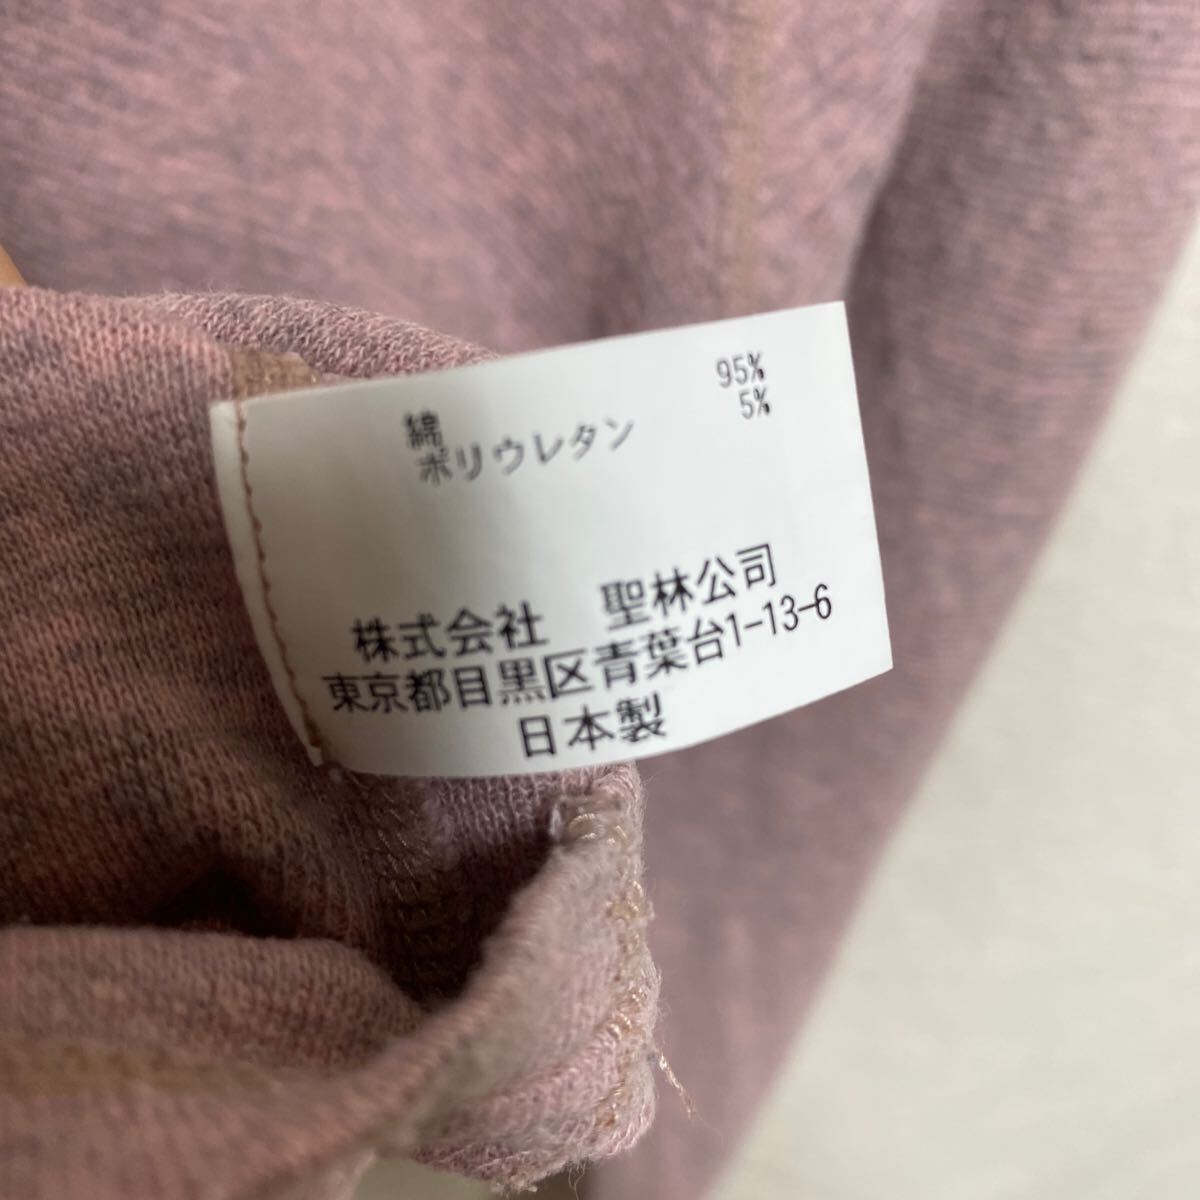 綿 95%
ポリウレタン 5%
株式会社 聖林公司
東京都目黒区青葉台1-13-6
日本製